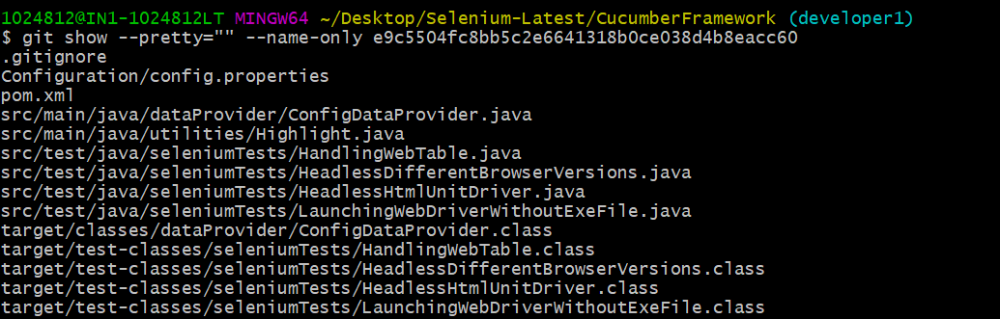 1024812@IN1-1024812LT MINGW64 ~/Desktop/Selenium-Latest/CucumberFramework (developer1)
$ git show --pretty="" --name-only e9c5504fc8bb5c2e6641318b0ce038d4b8eacc60
.gitignore
Configuration/config.properties
pom.xml
src/main/java/dataProvider/ConfigDataProvider.java
src/main/java/utilities/Highlight.java
src/test/java/seleniumTests/HandlingWebTable.java
src/test/java/seleniumTests/HeadlessDifferentBrowserVersions.java
src/test/java/seleniumTests/HeadlessHtmlUnitDriver.java
src/test/java/seleniumTests/LaunchingWebDriverWithoutExeFile.java
target/classes/dataProvider/ConfigDataProvider.class
target/test-classes/seleniumTests/HandlingWebTable.class
target/test-classes/seleniumTests/HeadlessDifferentBrowserVersions.class
target/test-classes/seleniumTests/HeadlessHtmlUnitDriver.class
target/test-classes/seleniumTests/LaunchingWebDriverWithoutExeFile.class